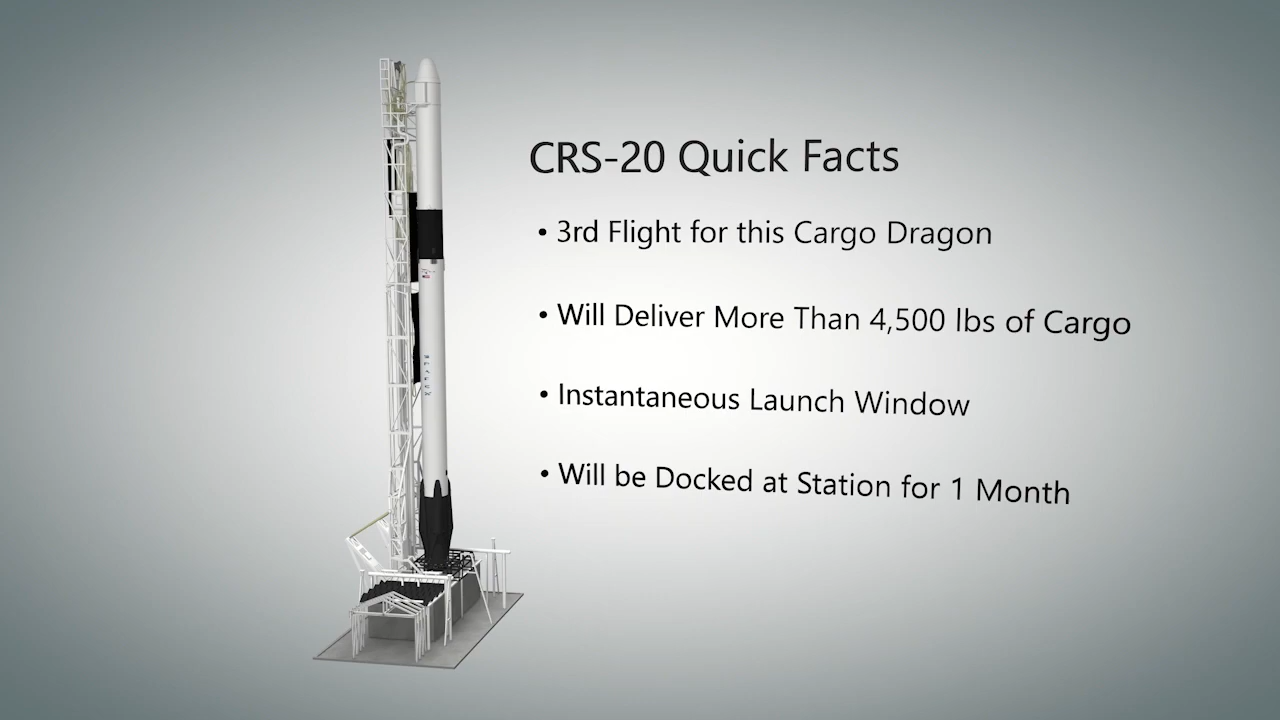 CRS-20 Quick Facts
• 3rd Flight for this Cargo Dragon
• Will Deliver More Than 4,500 lbs of Cargo
• Instantaneous Launch Window
• Will be Docked at Station for 1 Month